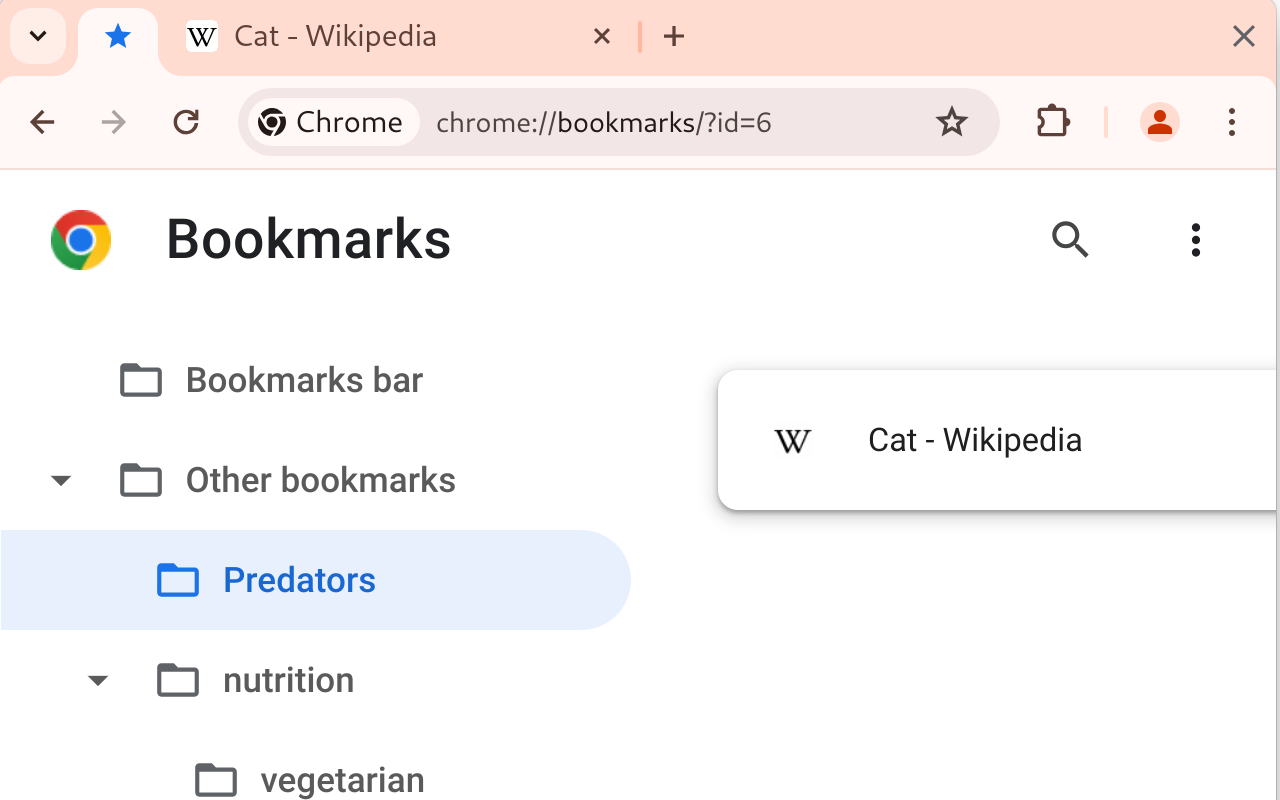 Cat - Wikipedia
Chrome
chrome://bookmarks/?id=6
Bookmarks
Bookmarks bar
Other bookmarks
Predators
nutrition
vegetarian
W Cat - Wikipedia